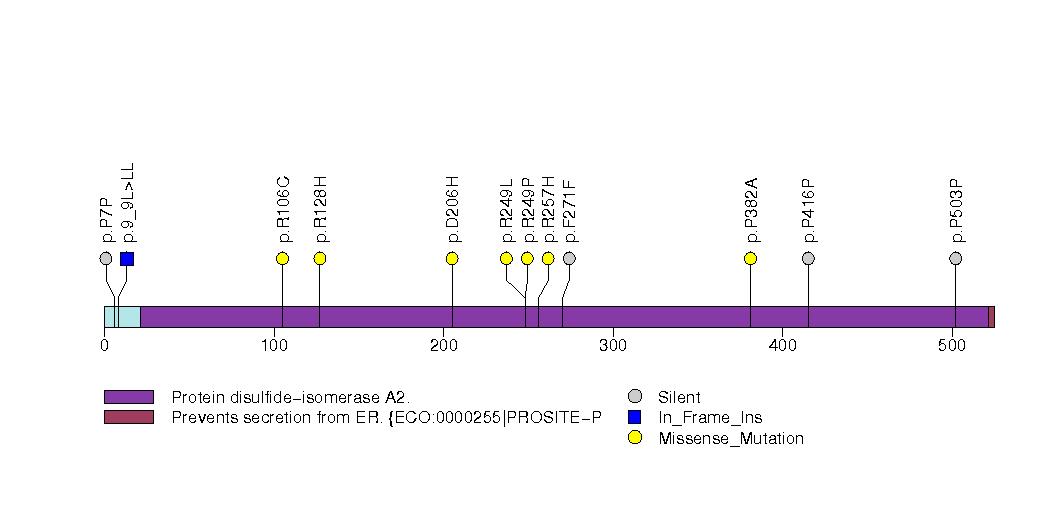 p.P7P
p.9_9L>LL
p.R106C
p.R128H
p.D206H
p.R249L
p.R249P
p.R257H
p.F271F
p.P382A
p.P416P
p.P503P
0 100 200 300 400 500
Protein disulfide-isomerase A2.
Prevents secretion from ER. {ECO:0000255|PROSITE-P
Silent
In_Frame_Ins
Missense_Mutation